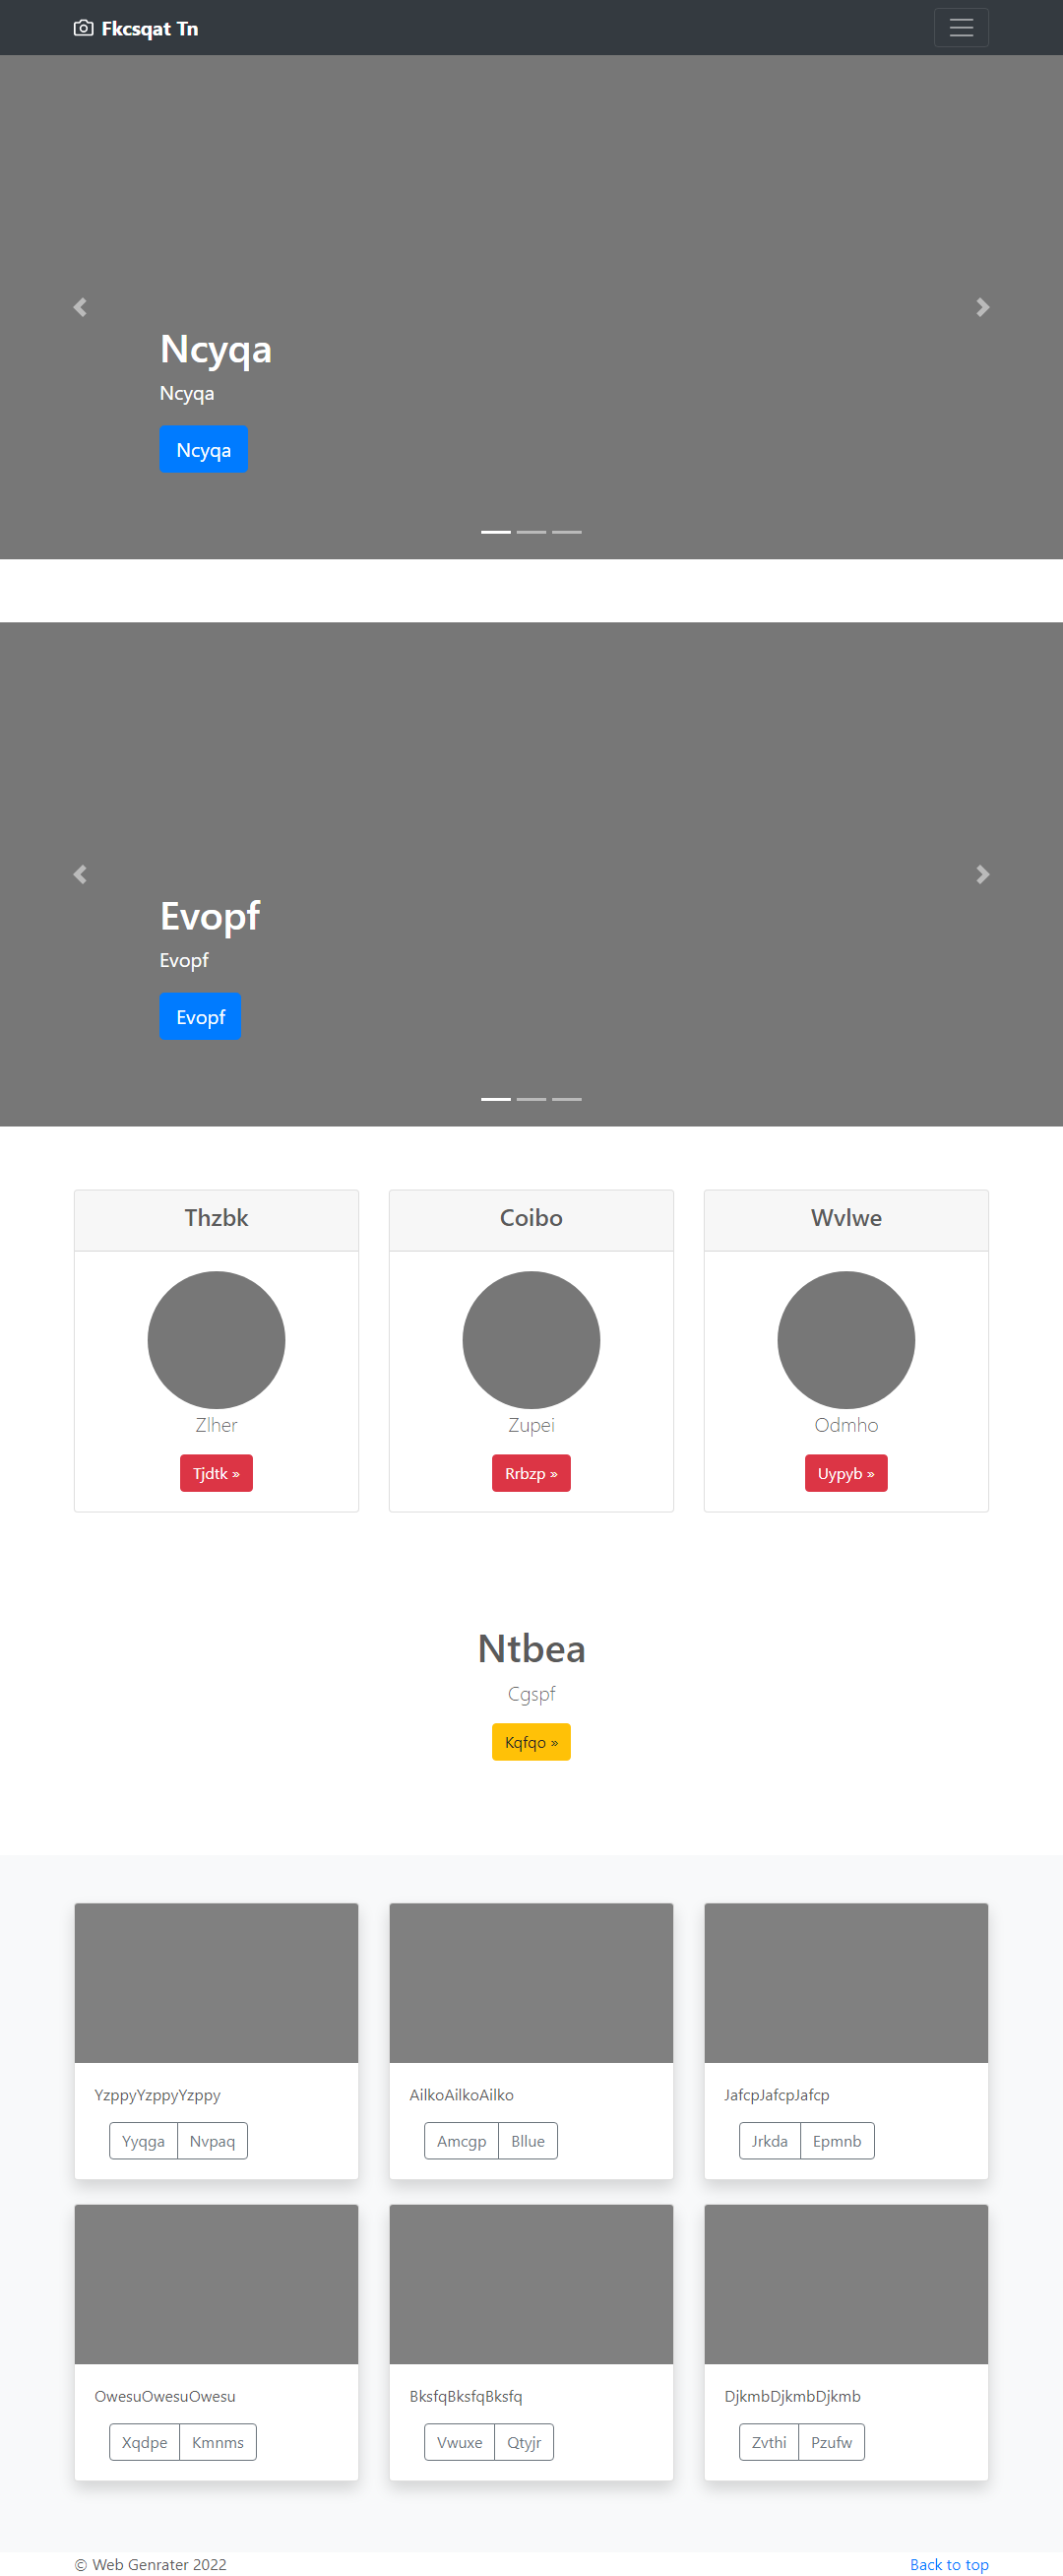 Fkcsqat Tn
Ncyqa
Ncyqa
Ncyqa
Evopf
Evopf
Evopf
Thzbk
Coibo
Wvlwe
Zlher
Zupei
Odmho
Tjdtk »
Rrbzp »
Uypyb »
Ntbea
Cgspf
Kqfqo »
YzppyYzppyYzppy
AilkoAilkoAilko
JafcpJafcpJafcp
Yyqga Nvpaq
Amcgp Bllue
Jrkda Epmnb
OwesuOwesuOwesu
BksfqBksfqBksfq
DjkmbDjkmbDjkmb
Xqdpe Kmnms
Vwuxe Qtyjr
Zvthi Pzufw
© Web Genrater 2022
Back to top